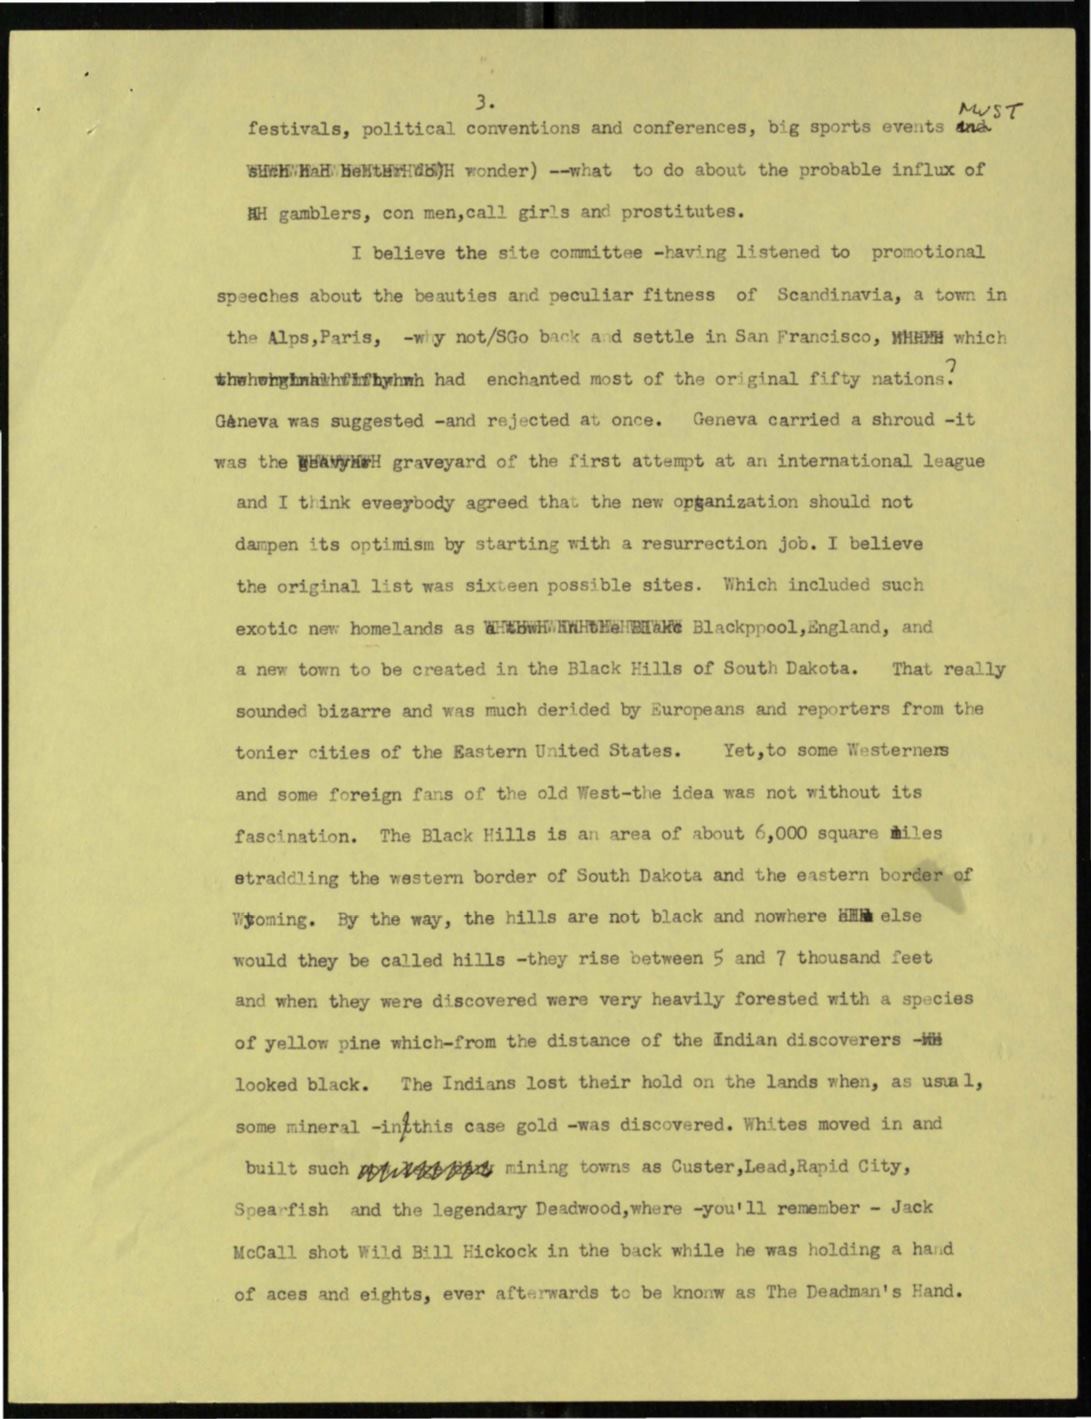 3.
MUST
festivals, political conventions and conferences, big sports events and
wonder) --what to do about the probable influx of
gamblers, con men,call girls and prostitutes.
I believe the site committee -having listened to promotional
speeches about the beauties and peculiar fitness of Scandinavia, a town in
the Alps,Paris, -why not/SGo back and settle in San Francisco, which
had enchanted most of the original fifty nations.?
Geneva was suggested -and rejected at once. Geneva carried a shroud -it
was the graveyard of the first attempt at an international league
and I think eveeybody agreed that the new organization should not
dampen its optimism by starting with a resurrection job. I believe
the original list was sixteen possible sites. Which included such
exotic new homelands as Blackppool,England, and
a new town to be created in the Black Hills of South Dakota. That really
sounded bizarre and was much derided by Europeans and reporters from the
tonier cities of the Eastern United States. Yet,to some Westerners
and some foreign fans of the old West-the idea was not without its
fascination. The Black Hills is an area of about 6,000 square miles
straddling the western border of South Dakota and the eastern border of
Wyoming. By the way, the hills are not black and nowhere else
would they be called hills -they rise between 5 and 7 thousand feet
and when they were discovered were very heavily forested with a species
of yellow pine which-from the distance of the Indian discoverers -
looked black. The Indians lost their hold on the lands when, as usual,
some mineral -in/this case gold -was discovered. Whites moved in and
built such mining towns as Custer,Lead,Rapid City,
Spearfish and the legendary Deadwood,where -you'll remember - Jack
McCall shot Wild Bill Hickock in the back while he was holding a hand
of aces and eights, ever afterwards to be knonw as The Deadman's Hand.